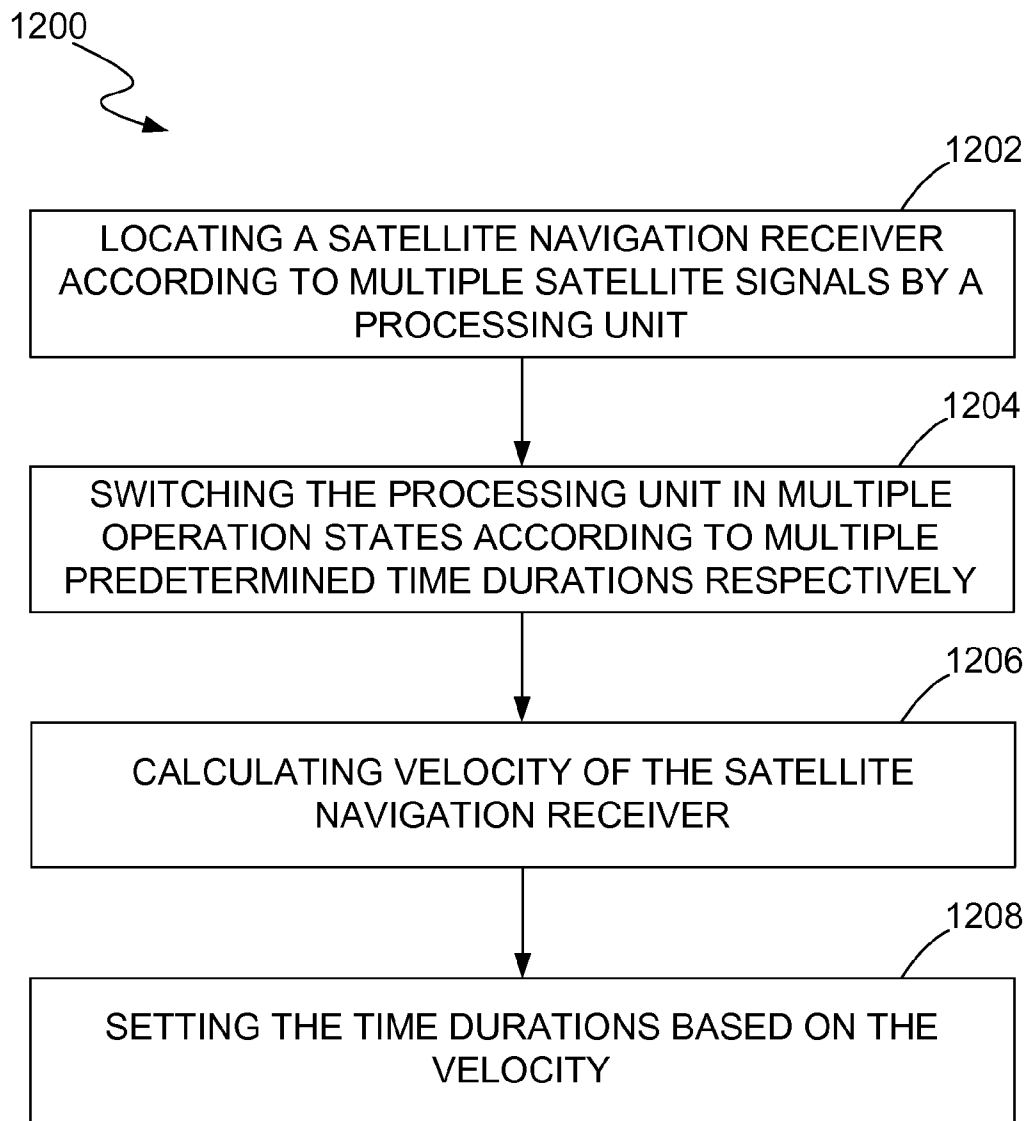 1200
1202
LOCATING A SATELLITE NAVIGATION RECEIVER
ACCORDING TO MULTIPLE SATELLITE SIGNALS BY A
PROCESSING UNIT
1204
SWITCHING THE PROCESSING UNIT IN MULTIPLE
OPERATION STATES ACCORDING TO MULTIPLE
PREDETERMINED TIME DURATIONS RESPECTIVELY
1206
CALCULATING VELOCITY OF THE SATELLITE
NAVIGATION RECEIVER
1208
SETTING THE TIME DURATIONS BASED ON THE
VELOCITY